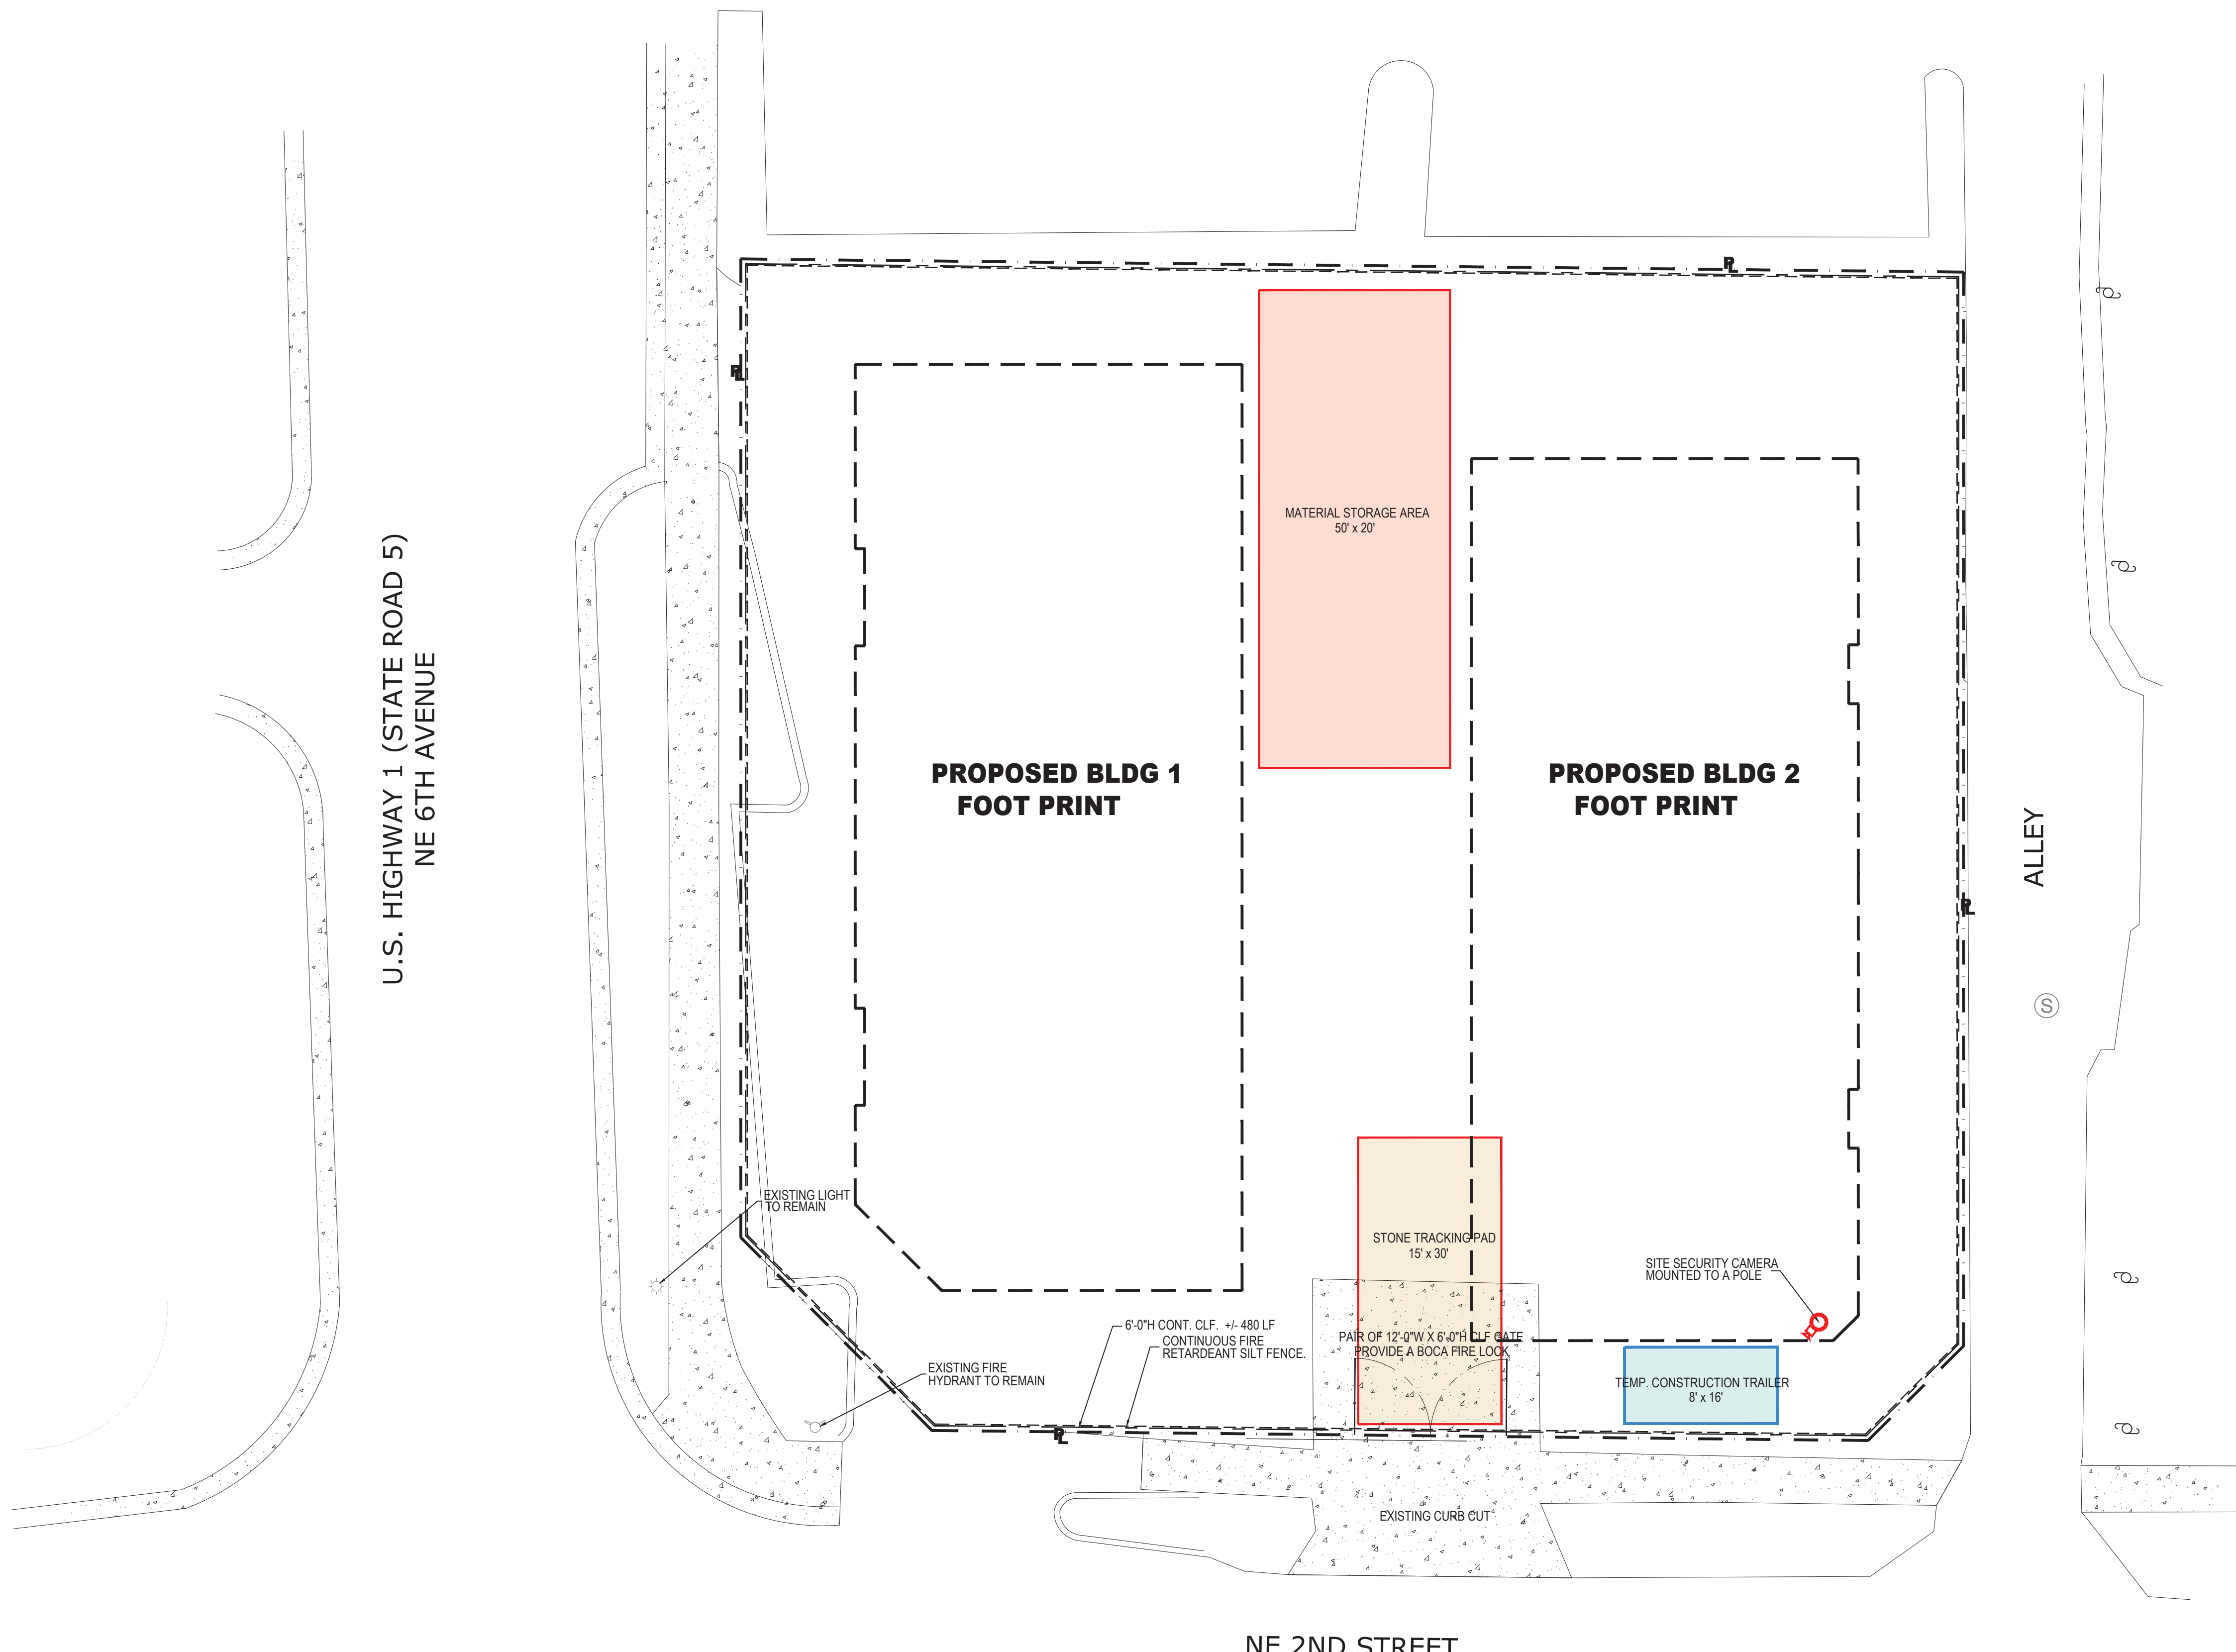 PL
PL
MATERIAL STORAGE AREA
50' x 20'
U.S. HIGHWAY 1 (STATE ROAD 5)
NE 6TH AVENUE
PROPOSED BLDG 1
FOOT PRINT
PROPOSED BLDG 2
FOOT PRINT
ALLEY
PL
S
EXISTING LIGHT
TO REMAIN
STONE TRACKING PAD
15' x 30'
SITE SECURITY CAMERA
MOUNTED TO A POLE
6'-0"H CONT. CLF. +/- 480 LF
CONTINUOUS FIRE
RETARDEANT SILT FENCE.
PAIR OF 12'-0"W X 6'-0"H CLF GATE
PROVIDE A BOCA FIRE LOCK
EXISTING FIRE
HYDRANT TO REMAIN
TEMP. CONSTRUCTION TRAILER
8' x 16'
PL
EXISTING CURB CUT
NE 2ND STREET